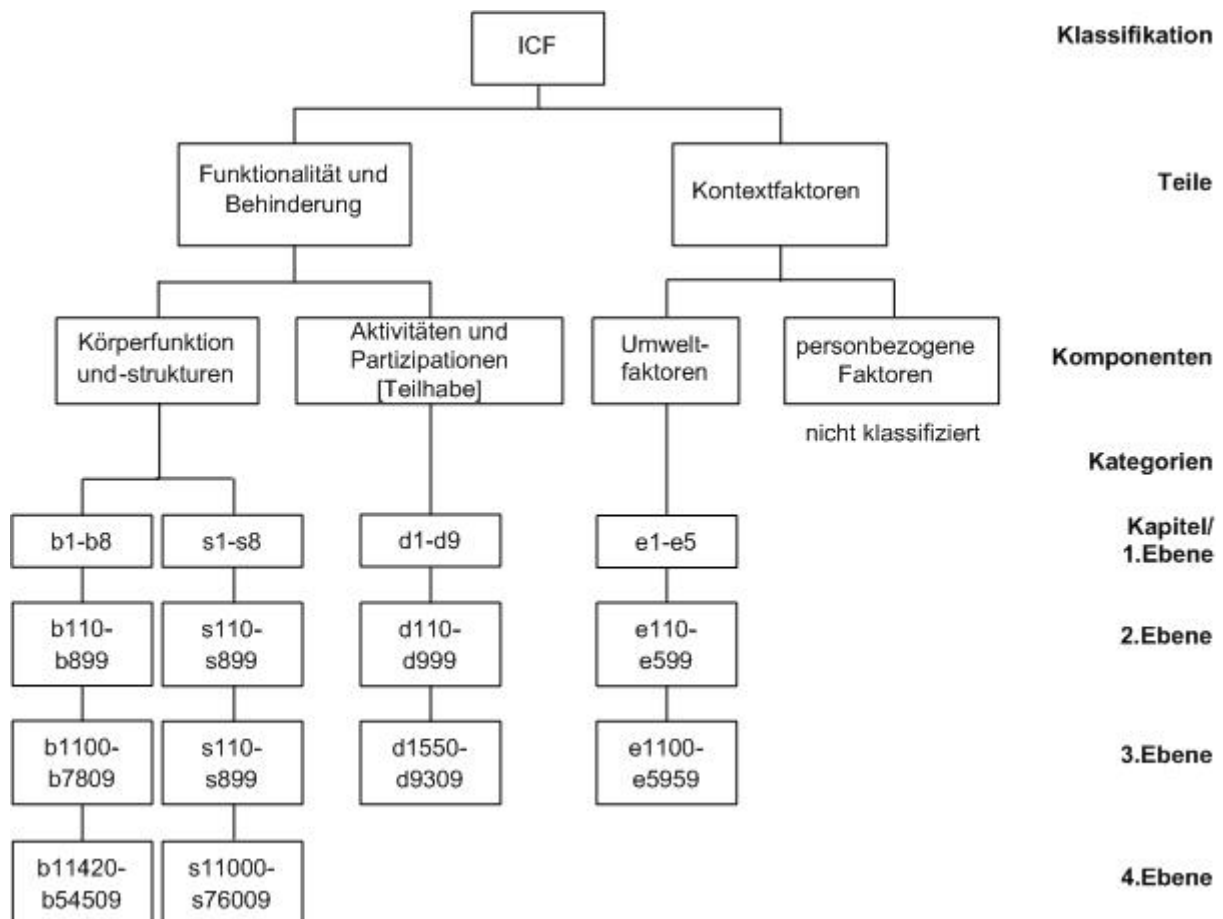 ICF
Klassifikation
Funktionalität und
Behinderung
Kontextfaktoren
Teile
Körperfunktion
und-strukturen
Aktivitäten und
Partizipationen
[Teilhabe]
Umwelt-
faktoren
personbezogene
Faktoren
Komponenten
nicht klassifiziert
Kategorien
b1-b8
s1-s8
d1-d9
e1-e5
Kapitel/
1.Ebene
b110-
b899
s110-
s899
d110-
d999
e110-
e599
2.Ebene
b1100-
b7809
s110-
s899
d1550-
d9309
e1100-
e5959
3.Ebene
b11420-
b54509
s11000-
s76009
4.Ebene